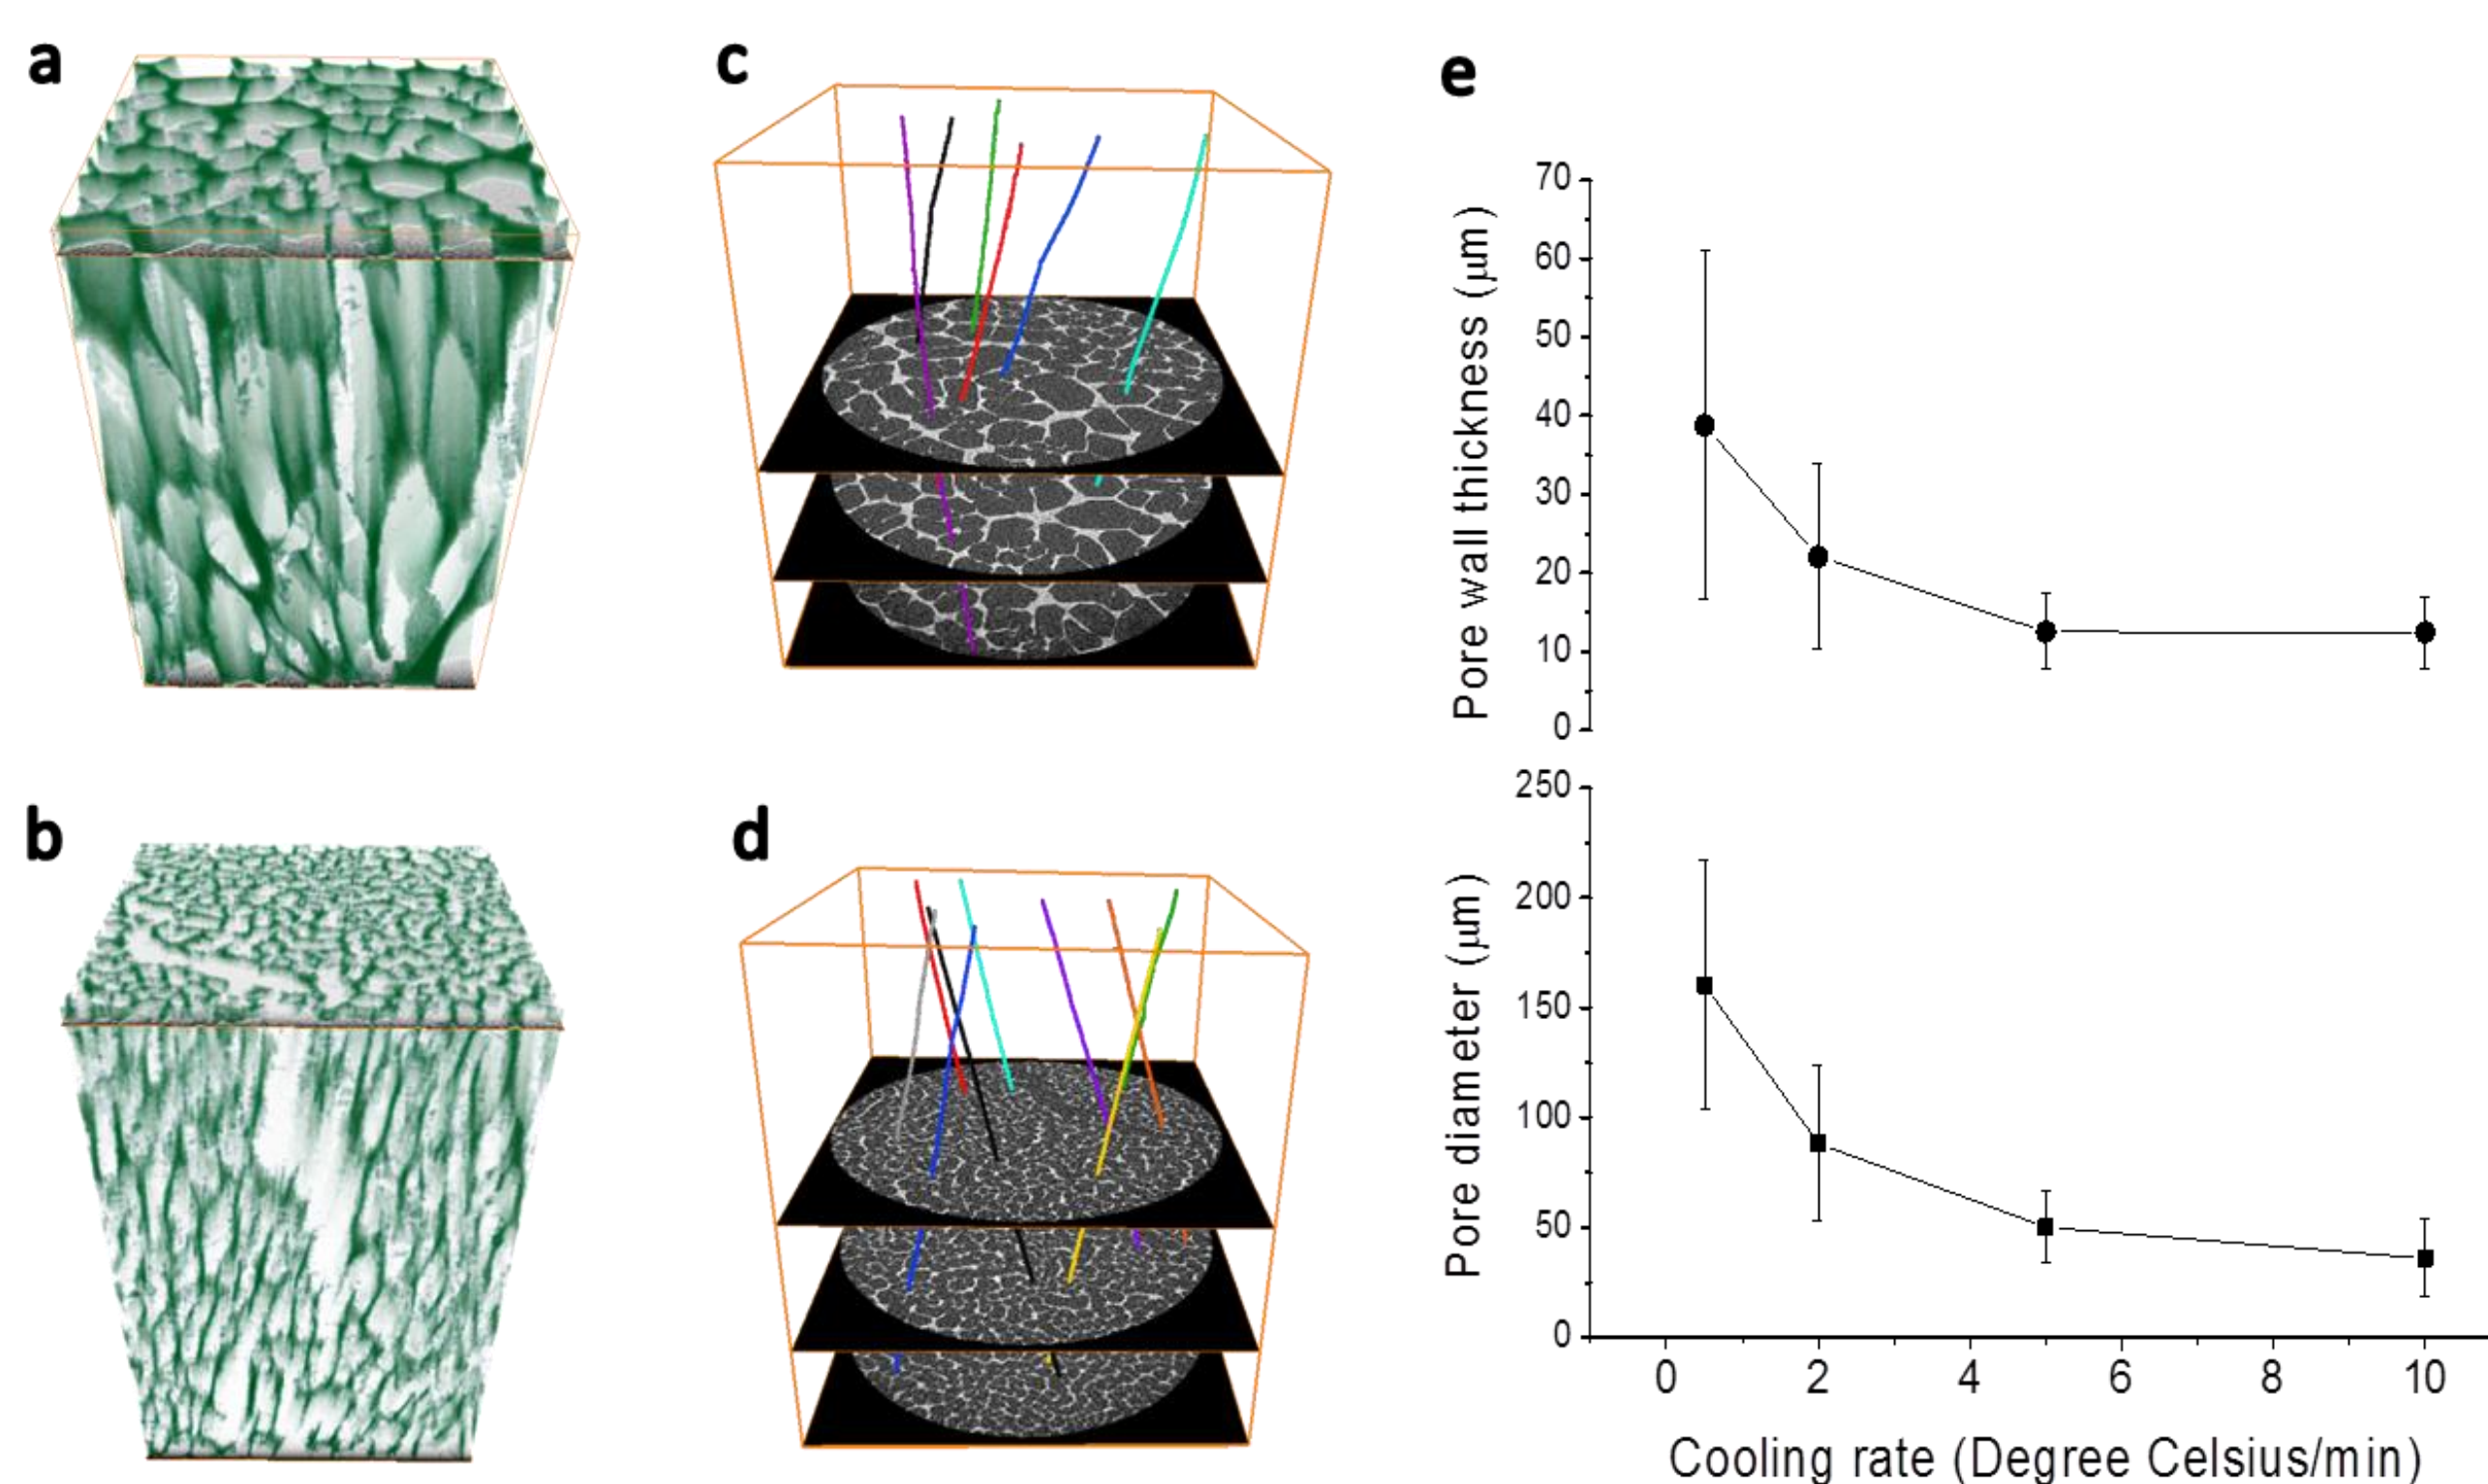 a
b
c
d
e
Pore wall thickness (μm)
70
60
50
40
30
20
10
0
Pore diameter (μm)
250
200
150
100
50
0
0 2 4 6 8 10
Cooling rate (Degree Celsius/min)